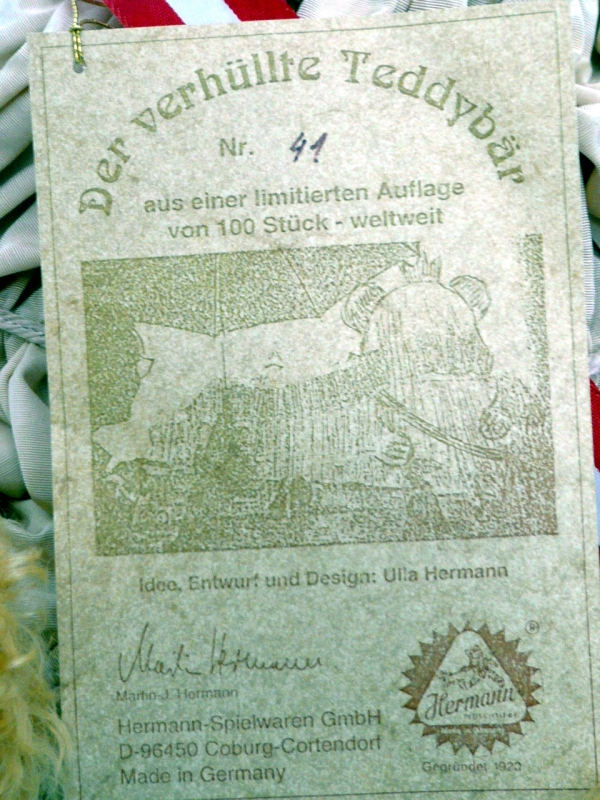 Der verhüllte Teddybär
Nr. 41
aus einer limitierten Auflage
von 100 Stück - weltweit
Idee, Entwurf und Design: Ulla Hermann
Martin Hermann
Hermann-Spielwaren GmbH
D-96450 Coburg-Cortendorf
Made in Germany
Hermann
®
Gegründet 1920